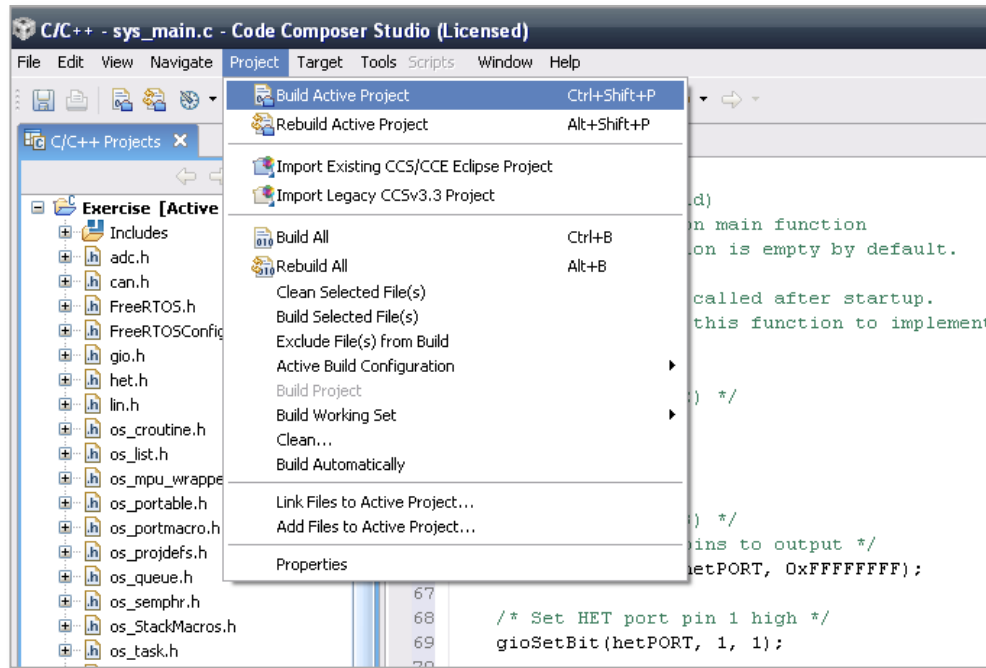 C/C++ - sys_main.c - Code Composer Studio (Licensed)
File Edit View Navigate Project Target Tools Scripts Window Help
Build Active Project Ctrl+Shift+P
Rebuild Active Project Alt+Shift+P
C/C++ Projects
Import Existing CCS/CCE Eclipse Project
Import Legacy CCSv3.3 Project
Build All Ctrl+B
Rebuild All Alt+B
Clean Selected File(s)
Build Selected File(s)
Exclude File(s) from Build
Active Build Configuration
Build Project
Build Working Set
Clean...
Build Automatically
Link Files to Active Project...
Add Files to Active Project...
Properties
Exercise [Active
Includes
adc.h
can.h
FreeRTOS.h
FreeRTOSConfig
gio.h
het.h
lin.h
os_croutine.h
os_list.h
os_mpu_wrappe
os_portable.h
os_portmacro.h
os_projdefs.h
os_queue.h
os_semphr.h
os_StackMacros.h
os_task.h
main function
is empty by default.
called after startup.
this function to implement
) */
) */
ins to output */
hetPORT, 0xFFFFFFFF);
67
68 /* Set HET port pin 1 high */
69 gioSetBit(hetPORT, 1, 1);